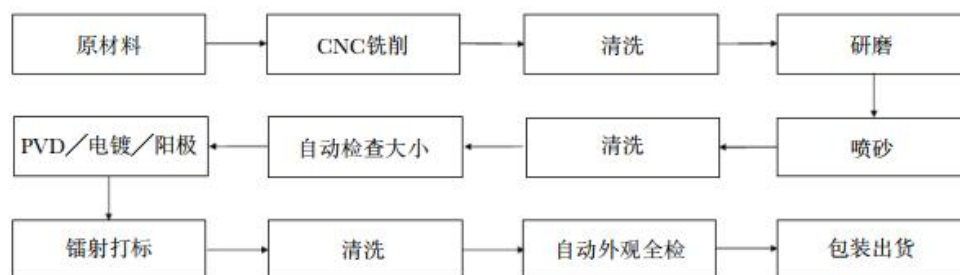 原材料
CNC铣削
清洗
研磨
喷砂
清洗
自动检查大小
PVD／电镀／阳极
镭射打标
清洗
自动外观全检
包装出货